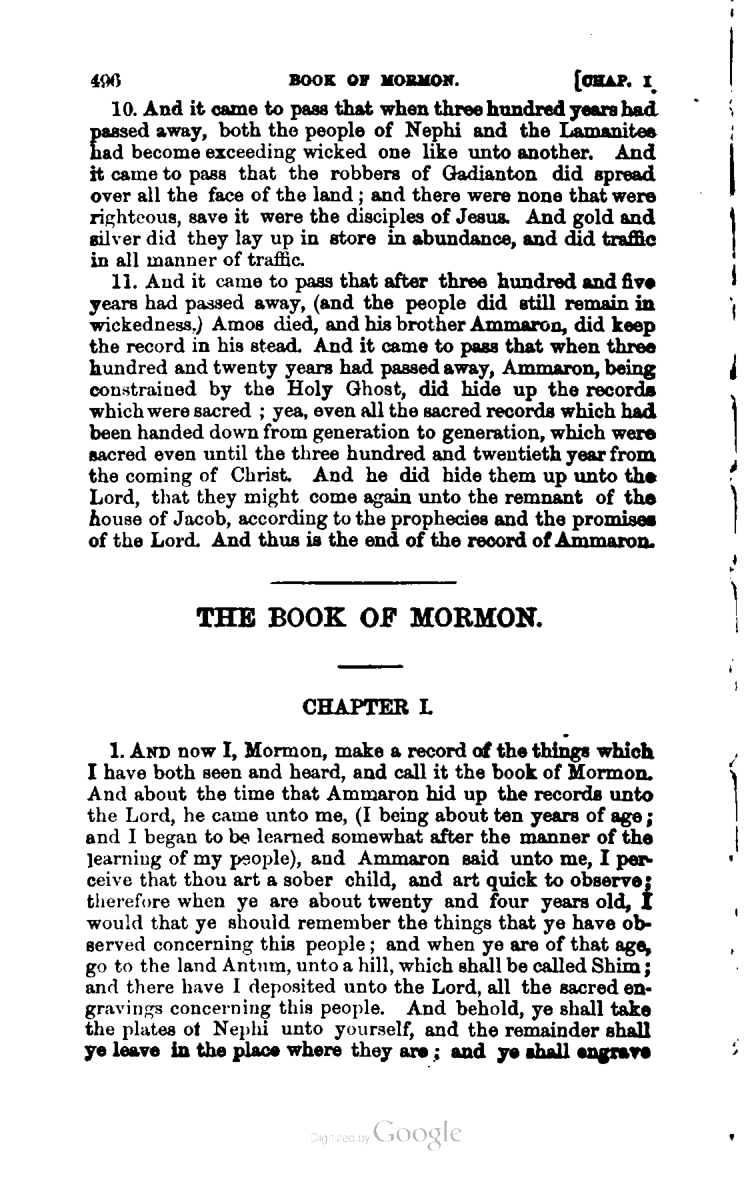 496 BOOK OF MORMON. [CHAP. I.
10. And it came to pass that when three hundred years had
passed away, both the people of Nephi and the Lamanites
had become exceeding wicked one like unto another. And
it came to pass that the robbers of Gadianton did spread
over all the face of the land; and there were none that were
righteous, save it were the disciples of Jesus. And gold and
silver did they lay up in store in abundance, and did traffic
in all manner of traffic.
11. And it came to pass that after three hundred and five
years had passed away, (and the people did still remain in
wickedness,) Amos died, and his brother Ammaron, did keep
the record in his stead. And it came to pass that when three
hundred and twenty years had passed away, Ammaron, being
constrained by the Holy Ghost, did hide up the records
which were sacred; yea, even all the sacred records which had
been handed down from generation to generation, which were
sacred even until the three hundred and twentieth year from
the coming of Christ. And he did hide them up unto the
Lord, that they might come again unto the remnant of the
house of Jacob, according to the prophecies and the promises
of the Lord. And thus is the end of the record of Ammaron.
THE BOOK OF MORMON.
CHAPTER I.
1. AND now I, Mormon, make a record of the things which
I have both seen and heard, and call it the book of Mormon.
And about the time that Ammaron hid up the records unto
the Lord, he came unto me, (I being about ten years of age;
and I began to be learned somewhat after the manner of the
learning of my people), and Ammaron said unto me, I per-
ceive that thou art a sober child, and art quick to observe;
therefore when ye are about twenty and four years old, I
would that ye should remember the things that ye have ob-
served concerning this people; and when ye are of that age,
go to the land Antum, unto a hill, which shall be called Shim;
and there have I deposited unto the Lord, all the sacred en-
gravings concerning this people. And behold, ye shall take
the plates of Nephi unto yourself, and the remainder shall
ye leave in the place where they are; and ye shall engrave
Digitized by Google